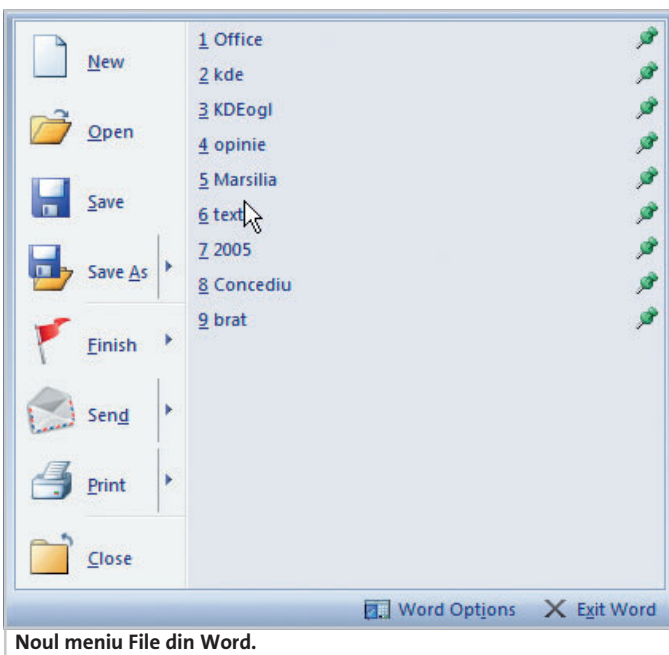 New
Open
Save
Save As
Finish
Send
Print
Close
1 Office
2 kde
3 KDEogl
4 opinie
5 Marsilia
6 text
7 2005
8 Concediu
9 brat
Word Options
Exit Word
Noul meniu File din Word.